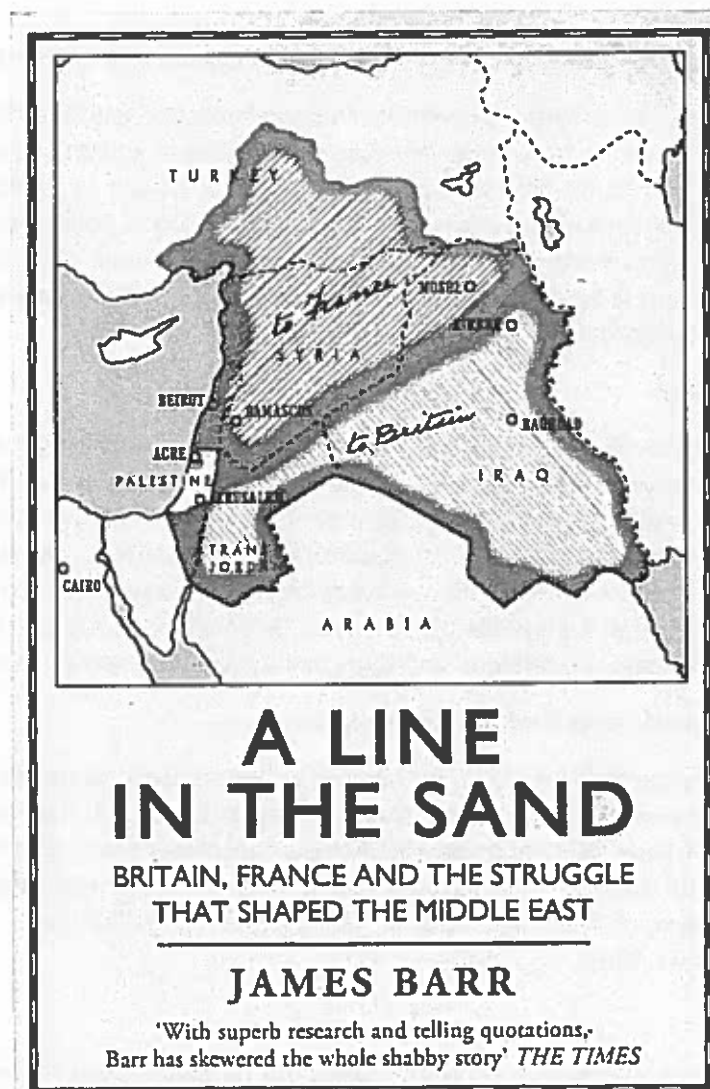 TURKEY
to France
MOSUL
KIRKUK
SYRIA
BEIRUT
DAMASCUS
to Britain
BAGHDAD
ACRE
PALESTINE
IRAQ
JERUSALEM
TRANS
JORDAN
CAIRO
ARABIA
A LINE
IN THE SAND
BRITAIN, FRANCE AND THE STRUGGLE
THAT SHAPED THE MIDDLE EAST
JAMES BARR
'With superb research and telling quotations,
Barr has skewered the whole shabby story' THE TIMES